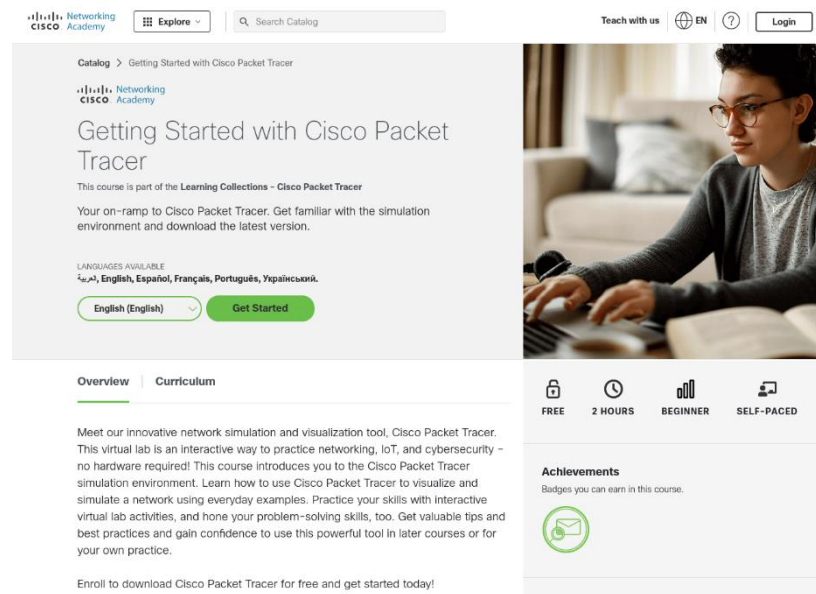 Networking
CISCO Academy
Explore
Search Catalog
Teach with us
EN
?
Login
Catalog > Getting Started with Cisco Packet Tracer
Networking
CISCO Academy
Getting Started with Cisco Packet
Tracer
This course is part of the Learning Collections - Cisco Packet Tracer
Your on-ramp to Cisco Packet Tracer. Get familiar with the simulation
environment and download the latest version.
LANGUAGES AVAILABLE
العربية, English, Español, Français, Português, Український.
English (English)
Get Started
Overview
Curriculum
FREE
2 HOURS
BEGINNER
SELF-PACED
Meet our innovative network simulation and visualization tool, Cisco Packet Tracer.
This virtual lab is an interactive way to practice networking, IoT, and cybersecurity –
no hardware required! This course introduces you to the Cisco Packet Tracer
simulation environment. Learn how to use Cisco Packet Tracer to visualize and
simulate a network using everyday examples. Practice your skills with interactive
virtual lab activities, and hone your problem-solving skills, too. Get valuable tips and
best practices and gain confidence to use this powerful tool in later courses or for
your own practice.
Enroll to download Cisco Packet Tracer for free and get started today!
Achievements
Badges you can earn in this course.